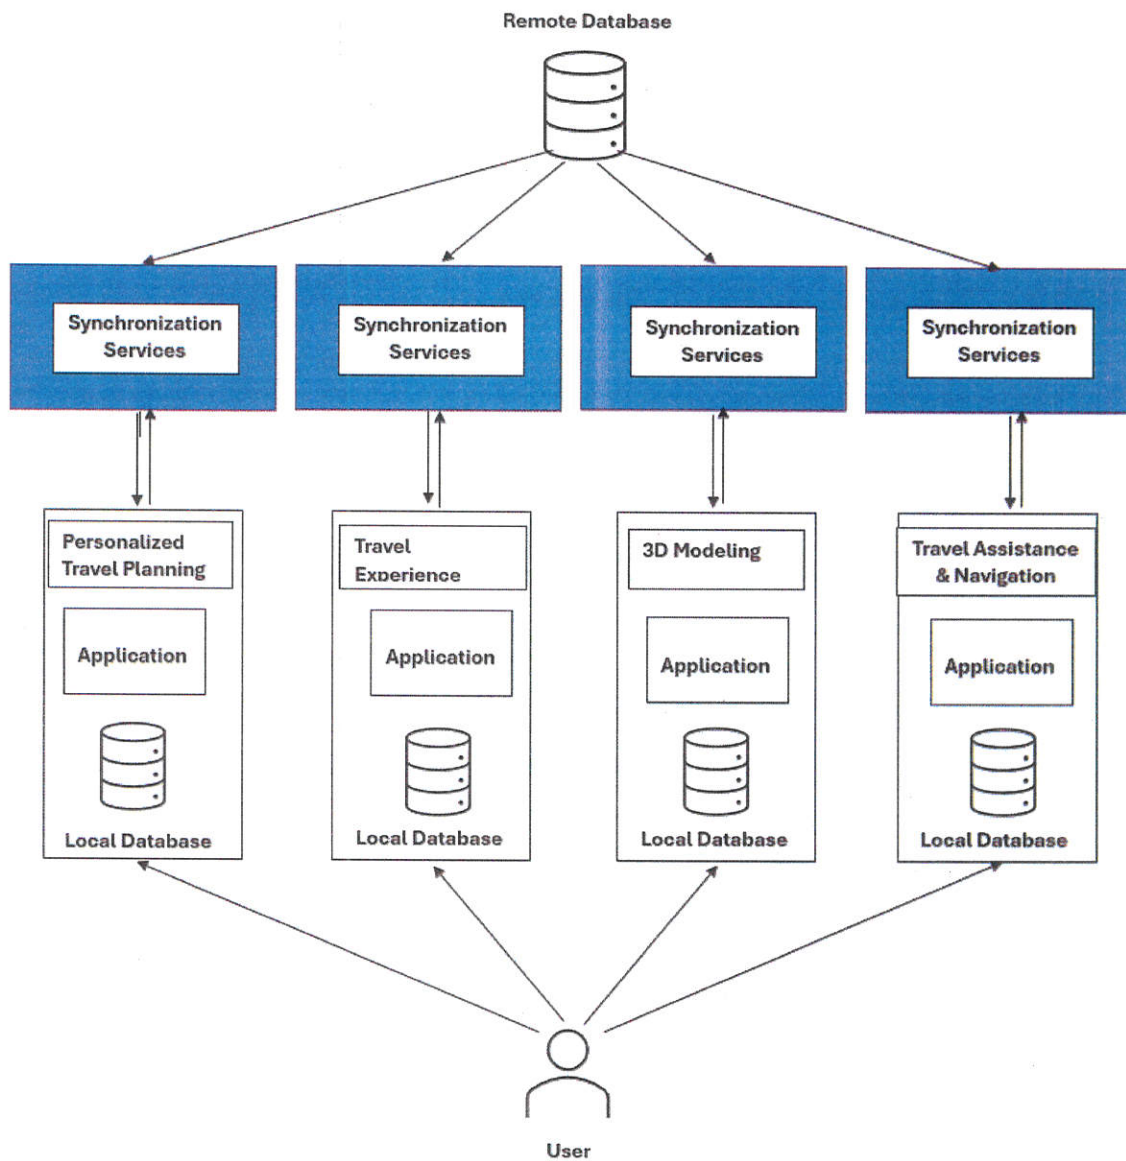 Remote Database
Synchronization
Services
Synchronization
Services
Synchronization
Services
Synchronization
Services
Personalized
Travel Planning
Application
Local Database
Travel
Experience
Application
Local Database
3D Modeling
Application
Local Database
Travel Assistance
& Navigation
Application
Local Database
User